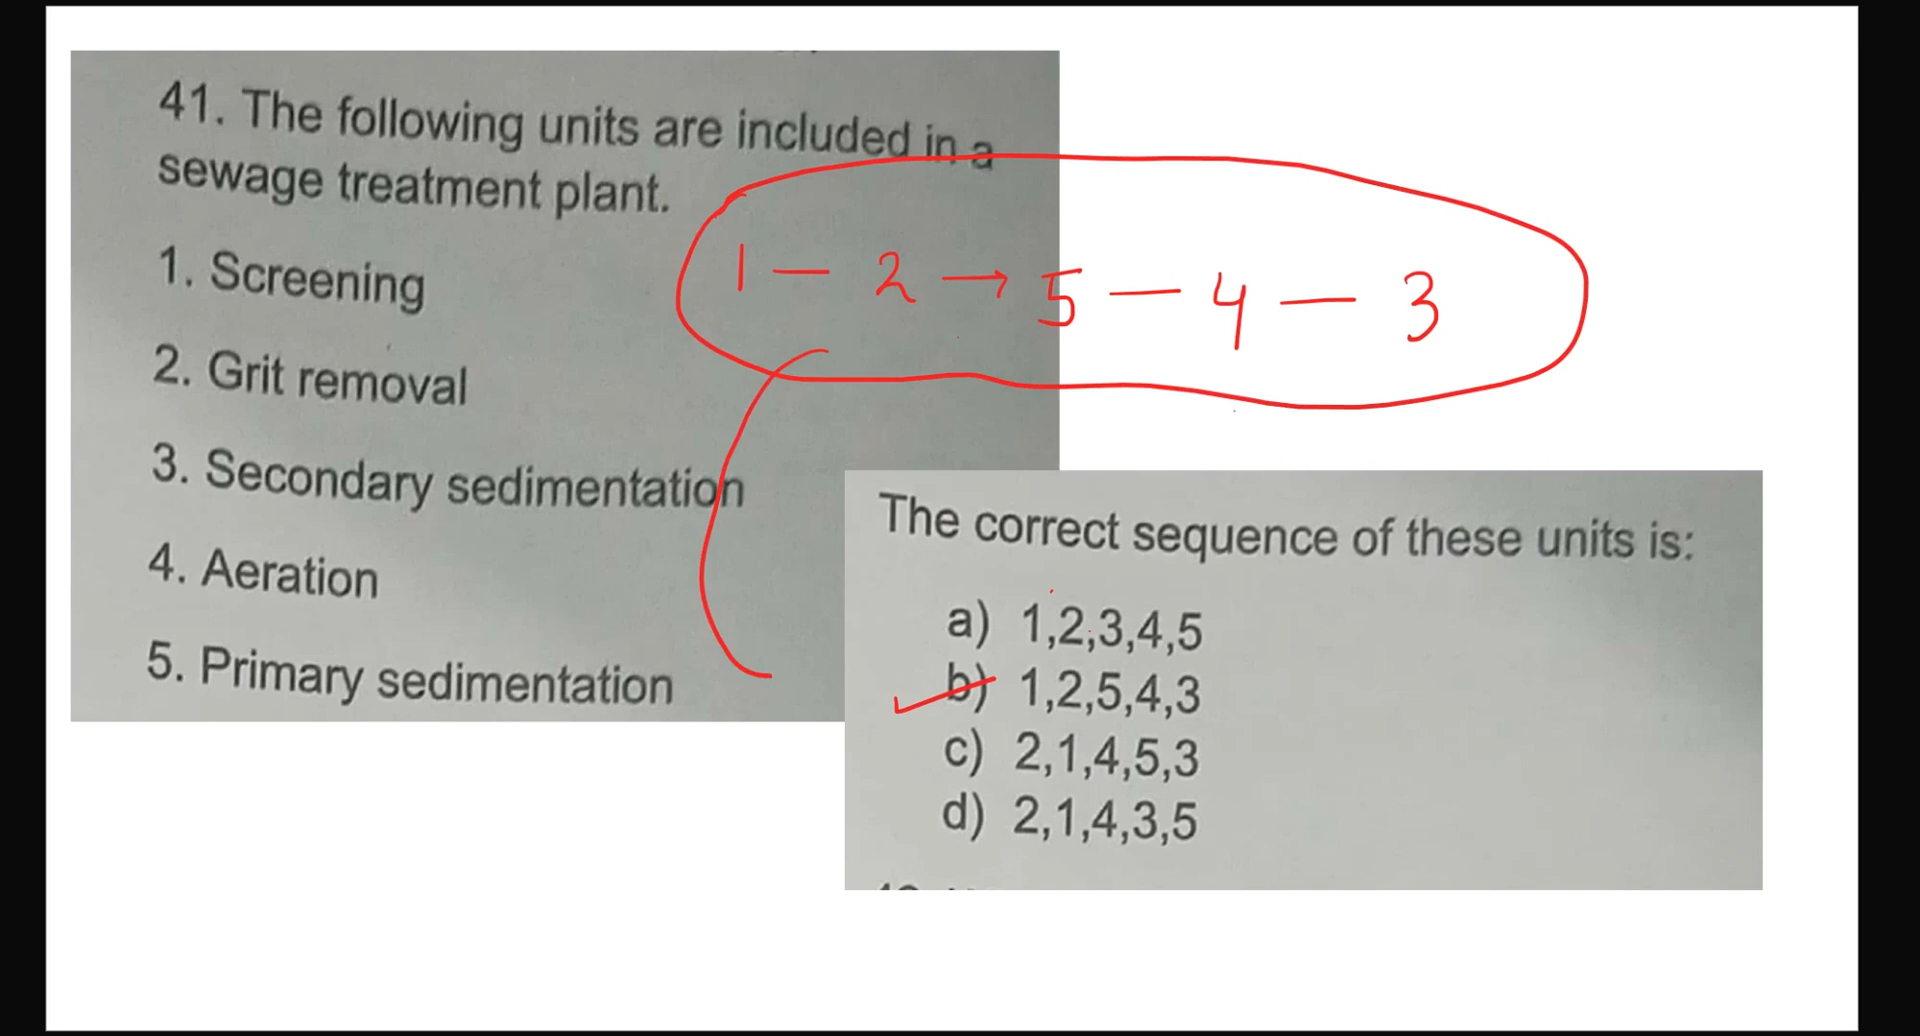 41. The following units are included in a
sewage treatment plant.
1. Screening
2. Grit removal
3. Secondary sedimentation
4. Aeration
5. Primary sedimentation
1 — 2 → 5 — 4 — 3
The correct sequence of these units is:
a) 1,2,3,4,5
b) 1,2,5,4,3
c) 2,1,4,5,3
d) 2,1,4,3,5